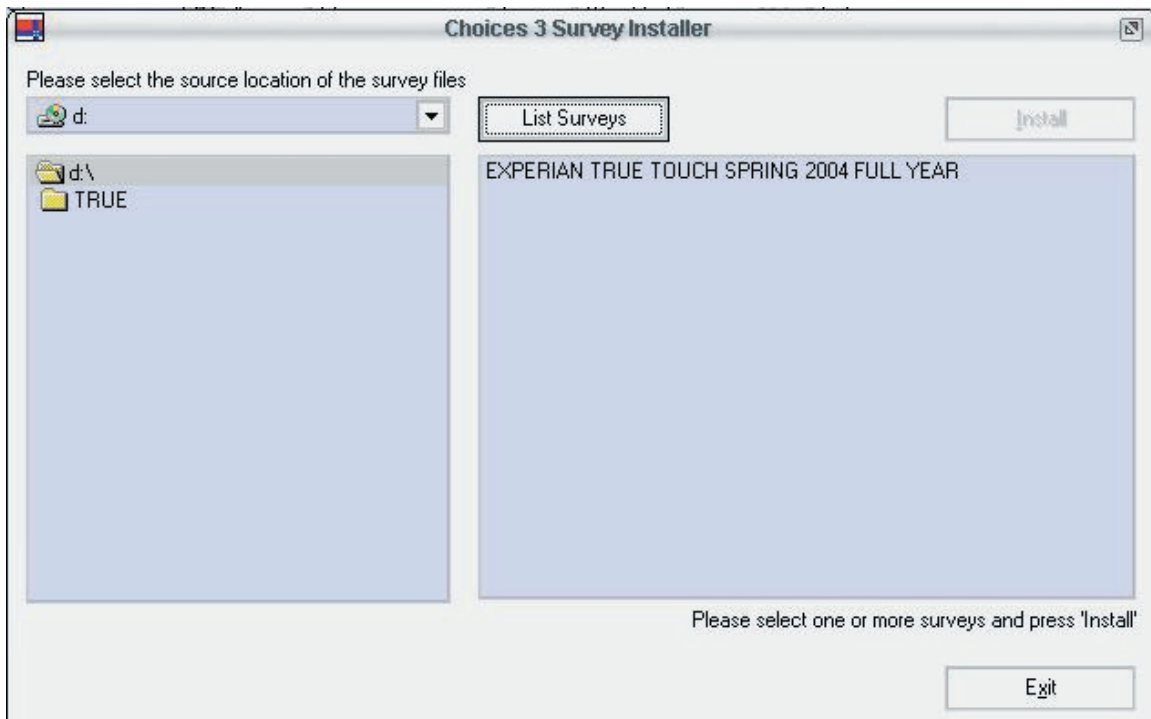 Choices 3 Survey Installer
Please select the source location of the survey files
d:
List Surveys
Install
d:\
TRUE
EXPERIAN TRUE TOUCH SPRING 2004 FULL YEAR
Please select one or more surveys and press 'Install'
Exit